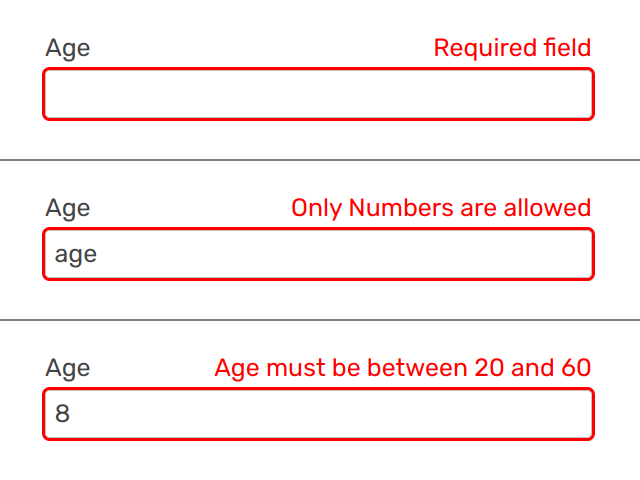 Age Required field
Age Only Numbers are allowed
age
Age Age must be between 20 and 60
8